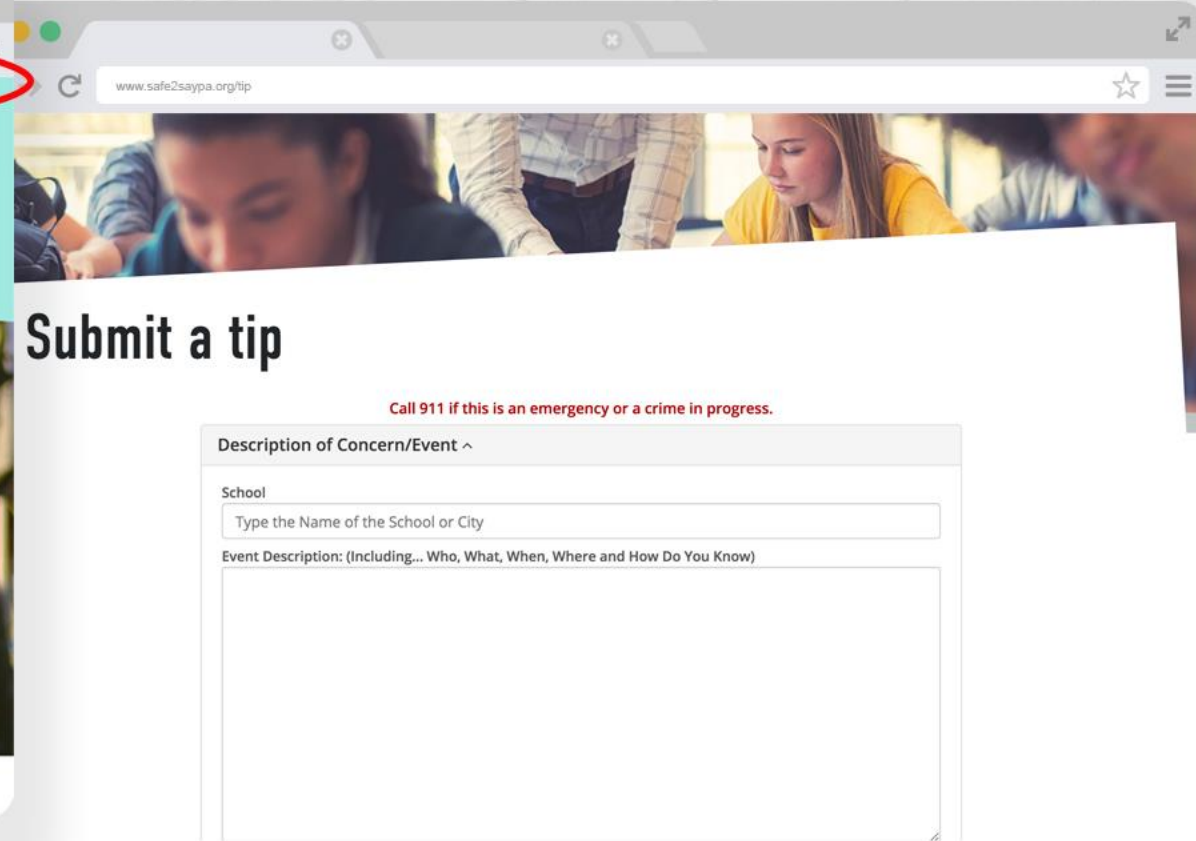 www.safe2saypa.org/tip
Submit a tip
Call 911 if this is an emergency or a crime in progress.
Description of Concern/Event ^
School
Type the Name of the School or City
Event Description: (Including... Who, What, When, Where and How Do You Know)